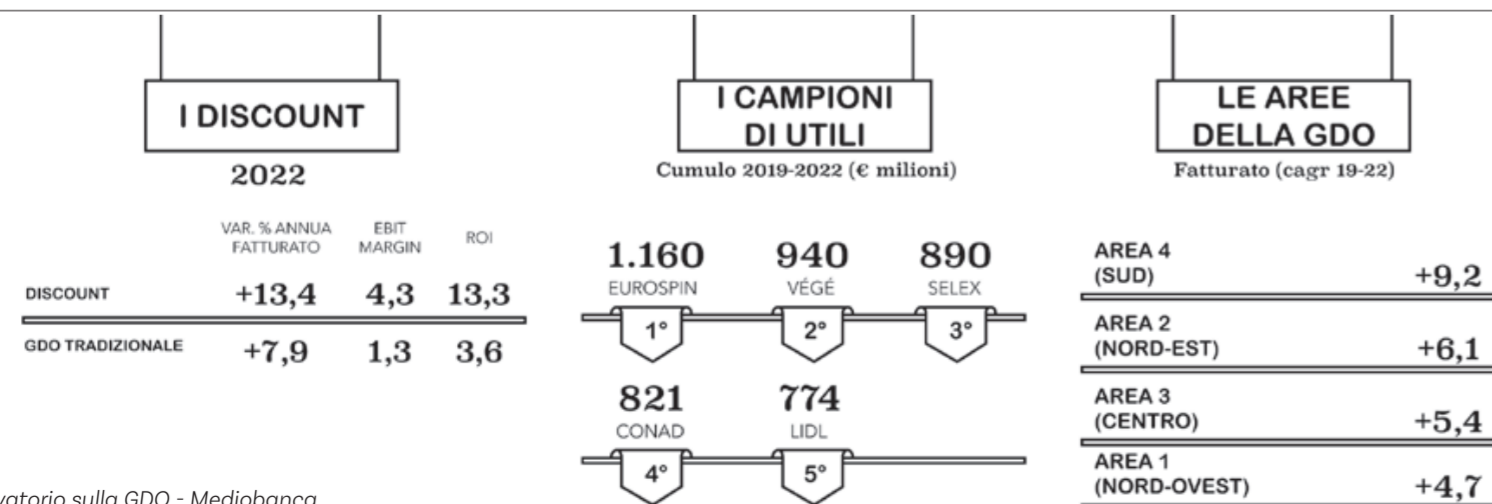 I DISCOUNT
2022
VAR. % ANNUA FATTURATO
EBIT MARGIN
ROI
DISCOUNT +13,4 4,3 13,3
GDO TRADIZIONALE +7,9 1,3 3,6
I CAMPIONI
DI UTILI
Cumulo 2019-2022 (€ milioni)
1.160 940 890
EUROSPIN VÉGÉ SELEX
1° 2° 3°
821 774
CONAD LIDL
4° 5°
LE AREE
DELLA GDO
Fatturato (cagr 19-22)
AREA 4
(SUD) +9,2
AREA 2
(NORD-EST) +6,1
AREA 3
(CENTRO) +5,4
AREA 1
(NORD-OVEST) +4,7
sulla GDO - Mediobanca